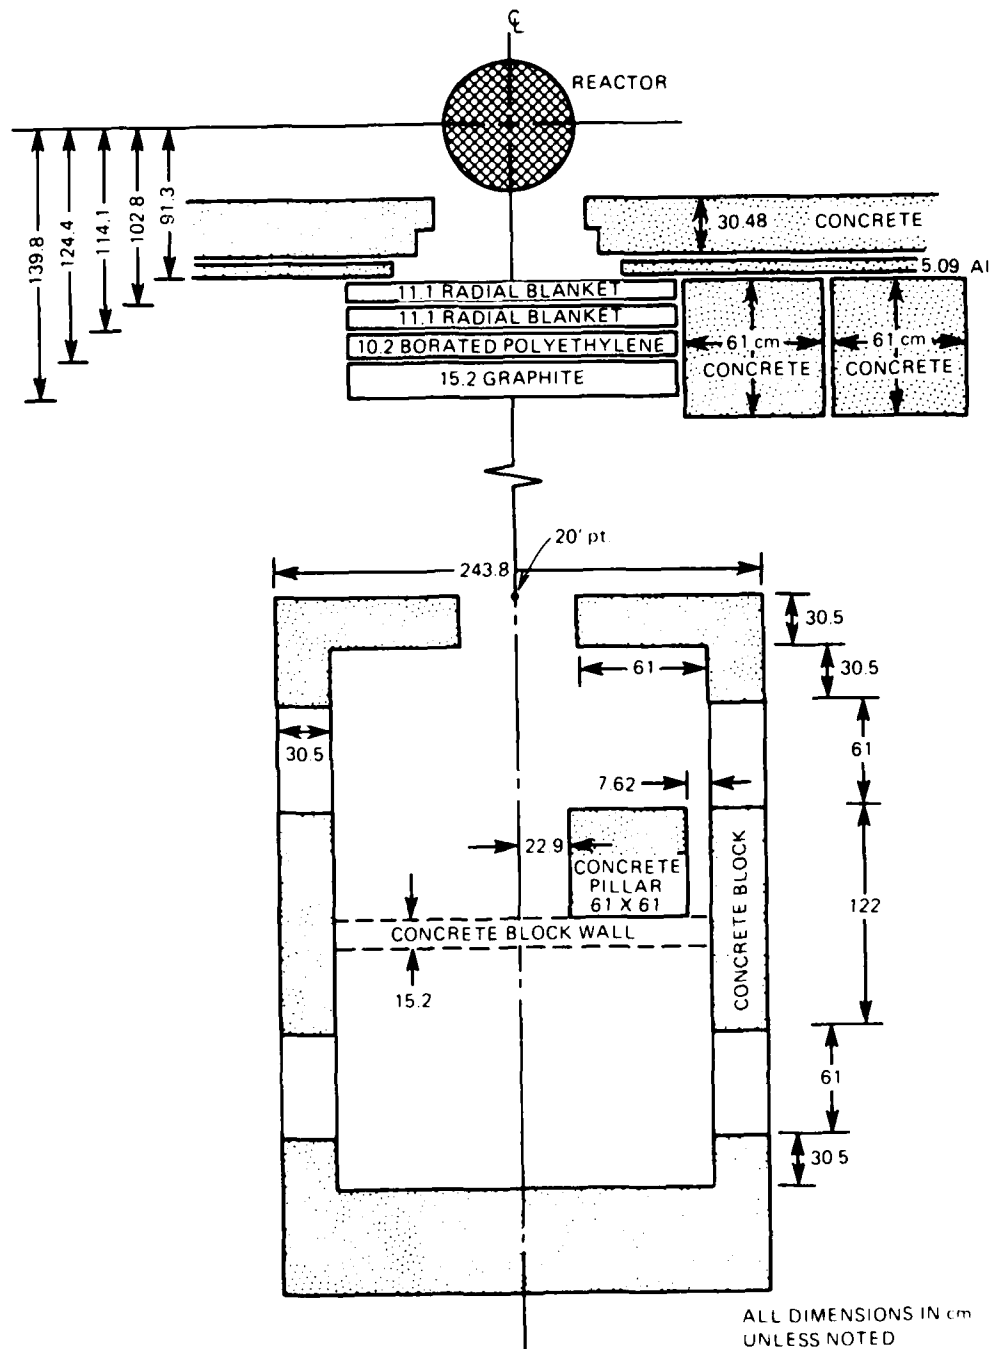 ℄
REACTOR
139.8
124.4
114.1
102.8
91.3
30.48
CONCRETE
5.09 Al
11.1 RADIAL BLANKET
11.1 RADIAL BLANKET
10.2 BORATED POLYETHYLENE
15.2 GRAPHITE
61 cm
CONCRETE
61 cm
CONCRETE
20' pt.
243.8
30.5
61
30.5
30.5
61
7.62
22.9
CONCRETE
PILLAR
61 X 61
CONCRETE BLOCK
122
CONCRETE BLOCK WALL
15.2
61
30 5
ALL DIMENSIONS IN cm
UNLESS NOTED